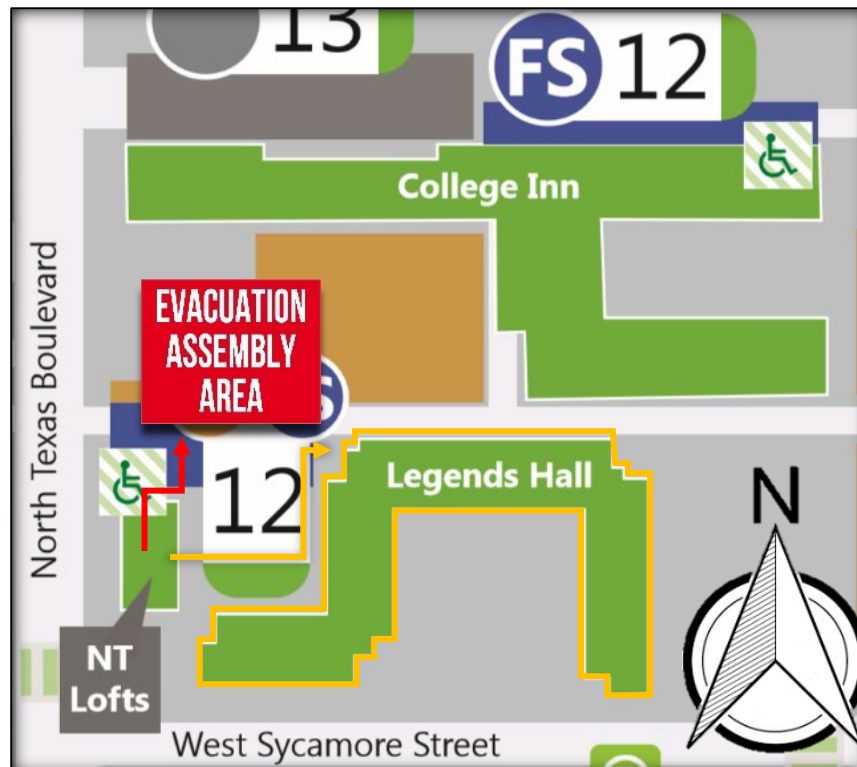 13
FS 12
College Inn
EVACUATION
ASSEMBLY
AREA
North Texas Boulevard
S
12
Legends Hall
N
NT
Lofts
West Sycamore Street